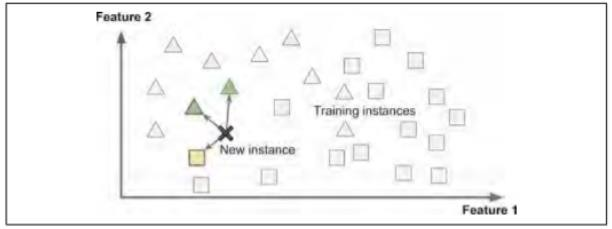 Feature 2
Training instances
New instance
Feature 1